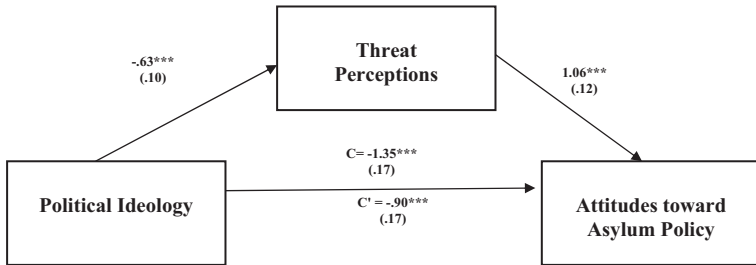 Threat
Perceptions
-.63***
(.10)
1.06***
(.12)
C= -1.35***
(.17)
Political Ideology
C' = -.90***
(.17)
Attitudes toward
Asylum Policy